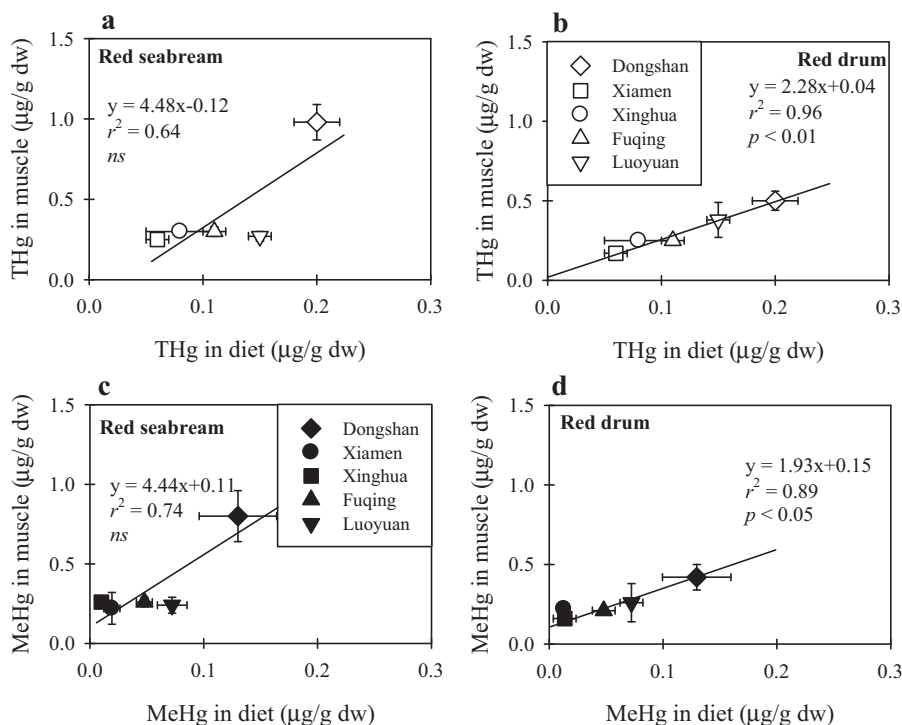 a
Red seabream
y = 4.48x-0.12
r² = 0.64
ns
THg in muscle (µg/g dw)
1.5
1.0
0.5
0.0
0.0 0.1 0.2 0.3
THg in diet (µg/g dw)
b
Red drum
Dongshan
Xiamen
Xinghua
Fuqing
Luoyuan
y = 2.28x+0.04
r² = 0.96
p < 0.01
THg in muscle (µg/g dw)
1.5
1.0
0.5
0.0
0.0 0.1 0.2 0.3
THg in diet (µg/g dw)
c
Red seabream
Dongshan
Xiamen
Xinghua
Fuqing
Luoyuan
y = 4.44x+0.11
r² = 0.74
ns
MeHg in muscle (µg/g dw)
1.5
1.0
0.5
0.0
0.0 0.1 0.2 0.3
MeHg in diet (µg/g dw)
d
Red drum
y = 1.93x+0.15
r² = 0.89
p < 0.05
MeHg in muscle (µg/g dw)
1.5
1.0
0.5
0.0
0.0 0.1 0.2 0.3
MeHg in diet (µg/g dw)